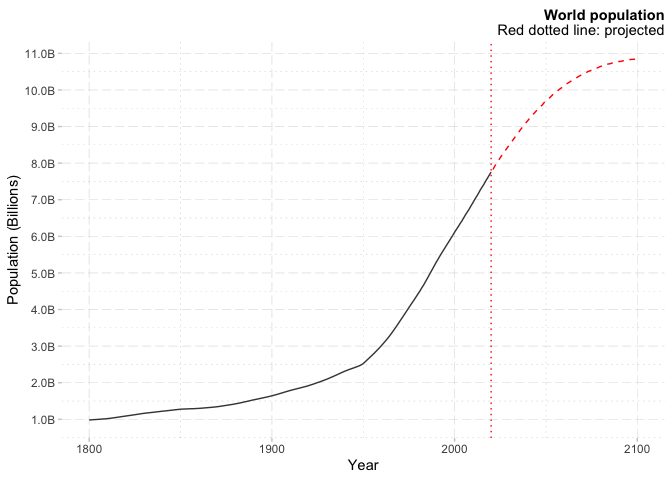 World population
Red dotted line: projected
Population (Billions)
11.0B
10.0B
9.0B
8.0B
7.0B
6.0B
5.0B
4.0B
3.0B
2.0B
1.0B
1800
1900
2000
2100
Year